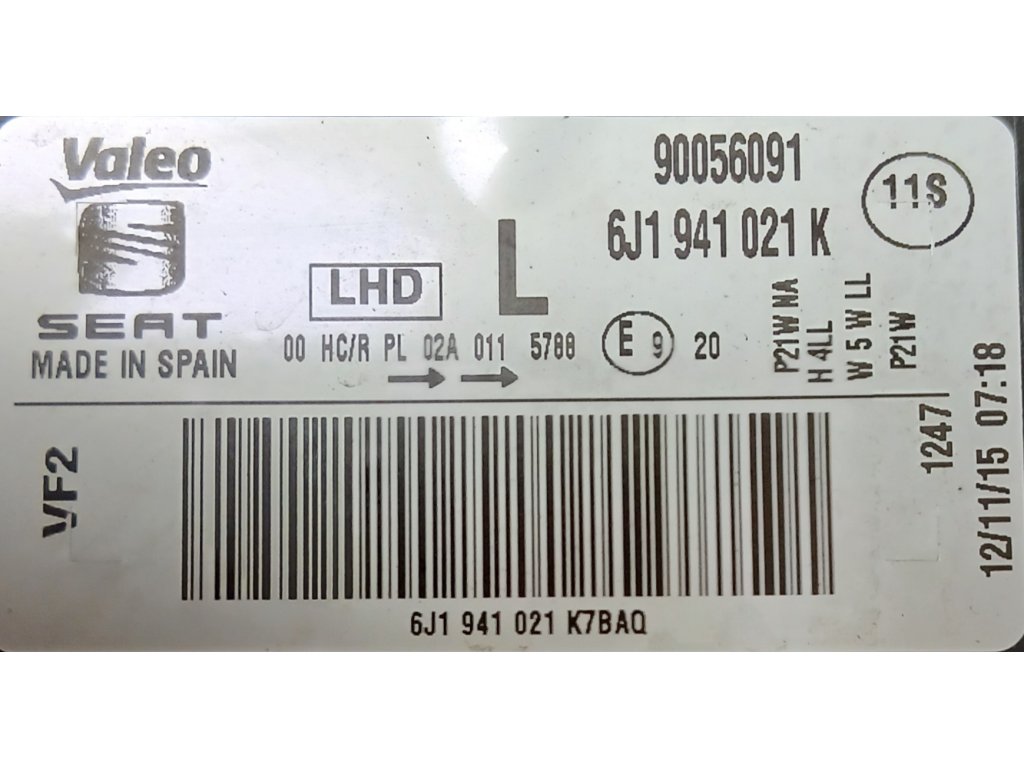 Valeo
SEAT
MADE IN SPAIN
LHD
L
90056091
6J1 941 021 K
11S
00 HC/R PL 02A 011 5788
E 9
20
P21W NA
H 4LL
W 5 W LL
P21W
VF2
1247
12/11/15 07:18
6J1 941 021 K7BAQ